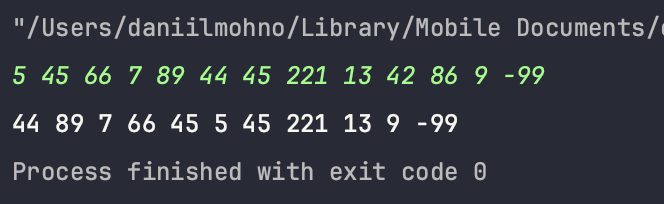 "/Users/daniilmohno/Library/Mobile Documents/
5 45 66 7 89 44 45 221 13 42 86 9 -99
44 89 7 66 45 5 45 221 13 9 -99
Process finished with exit code 0